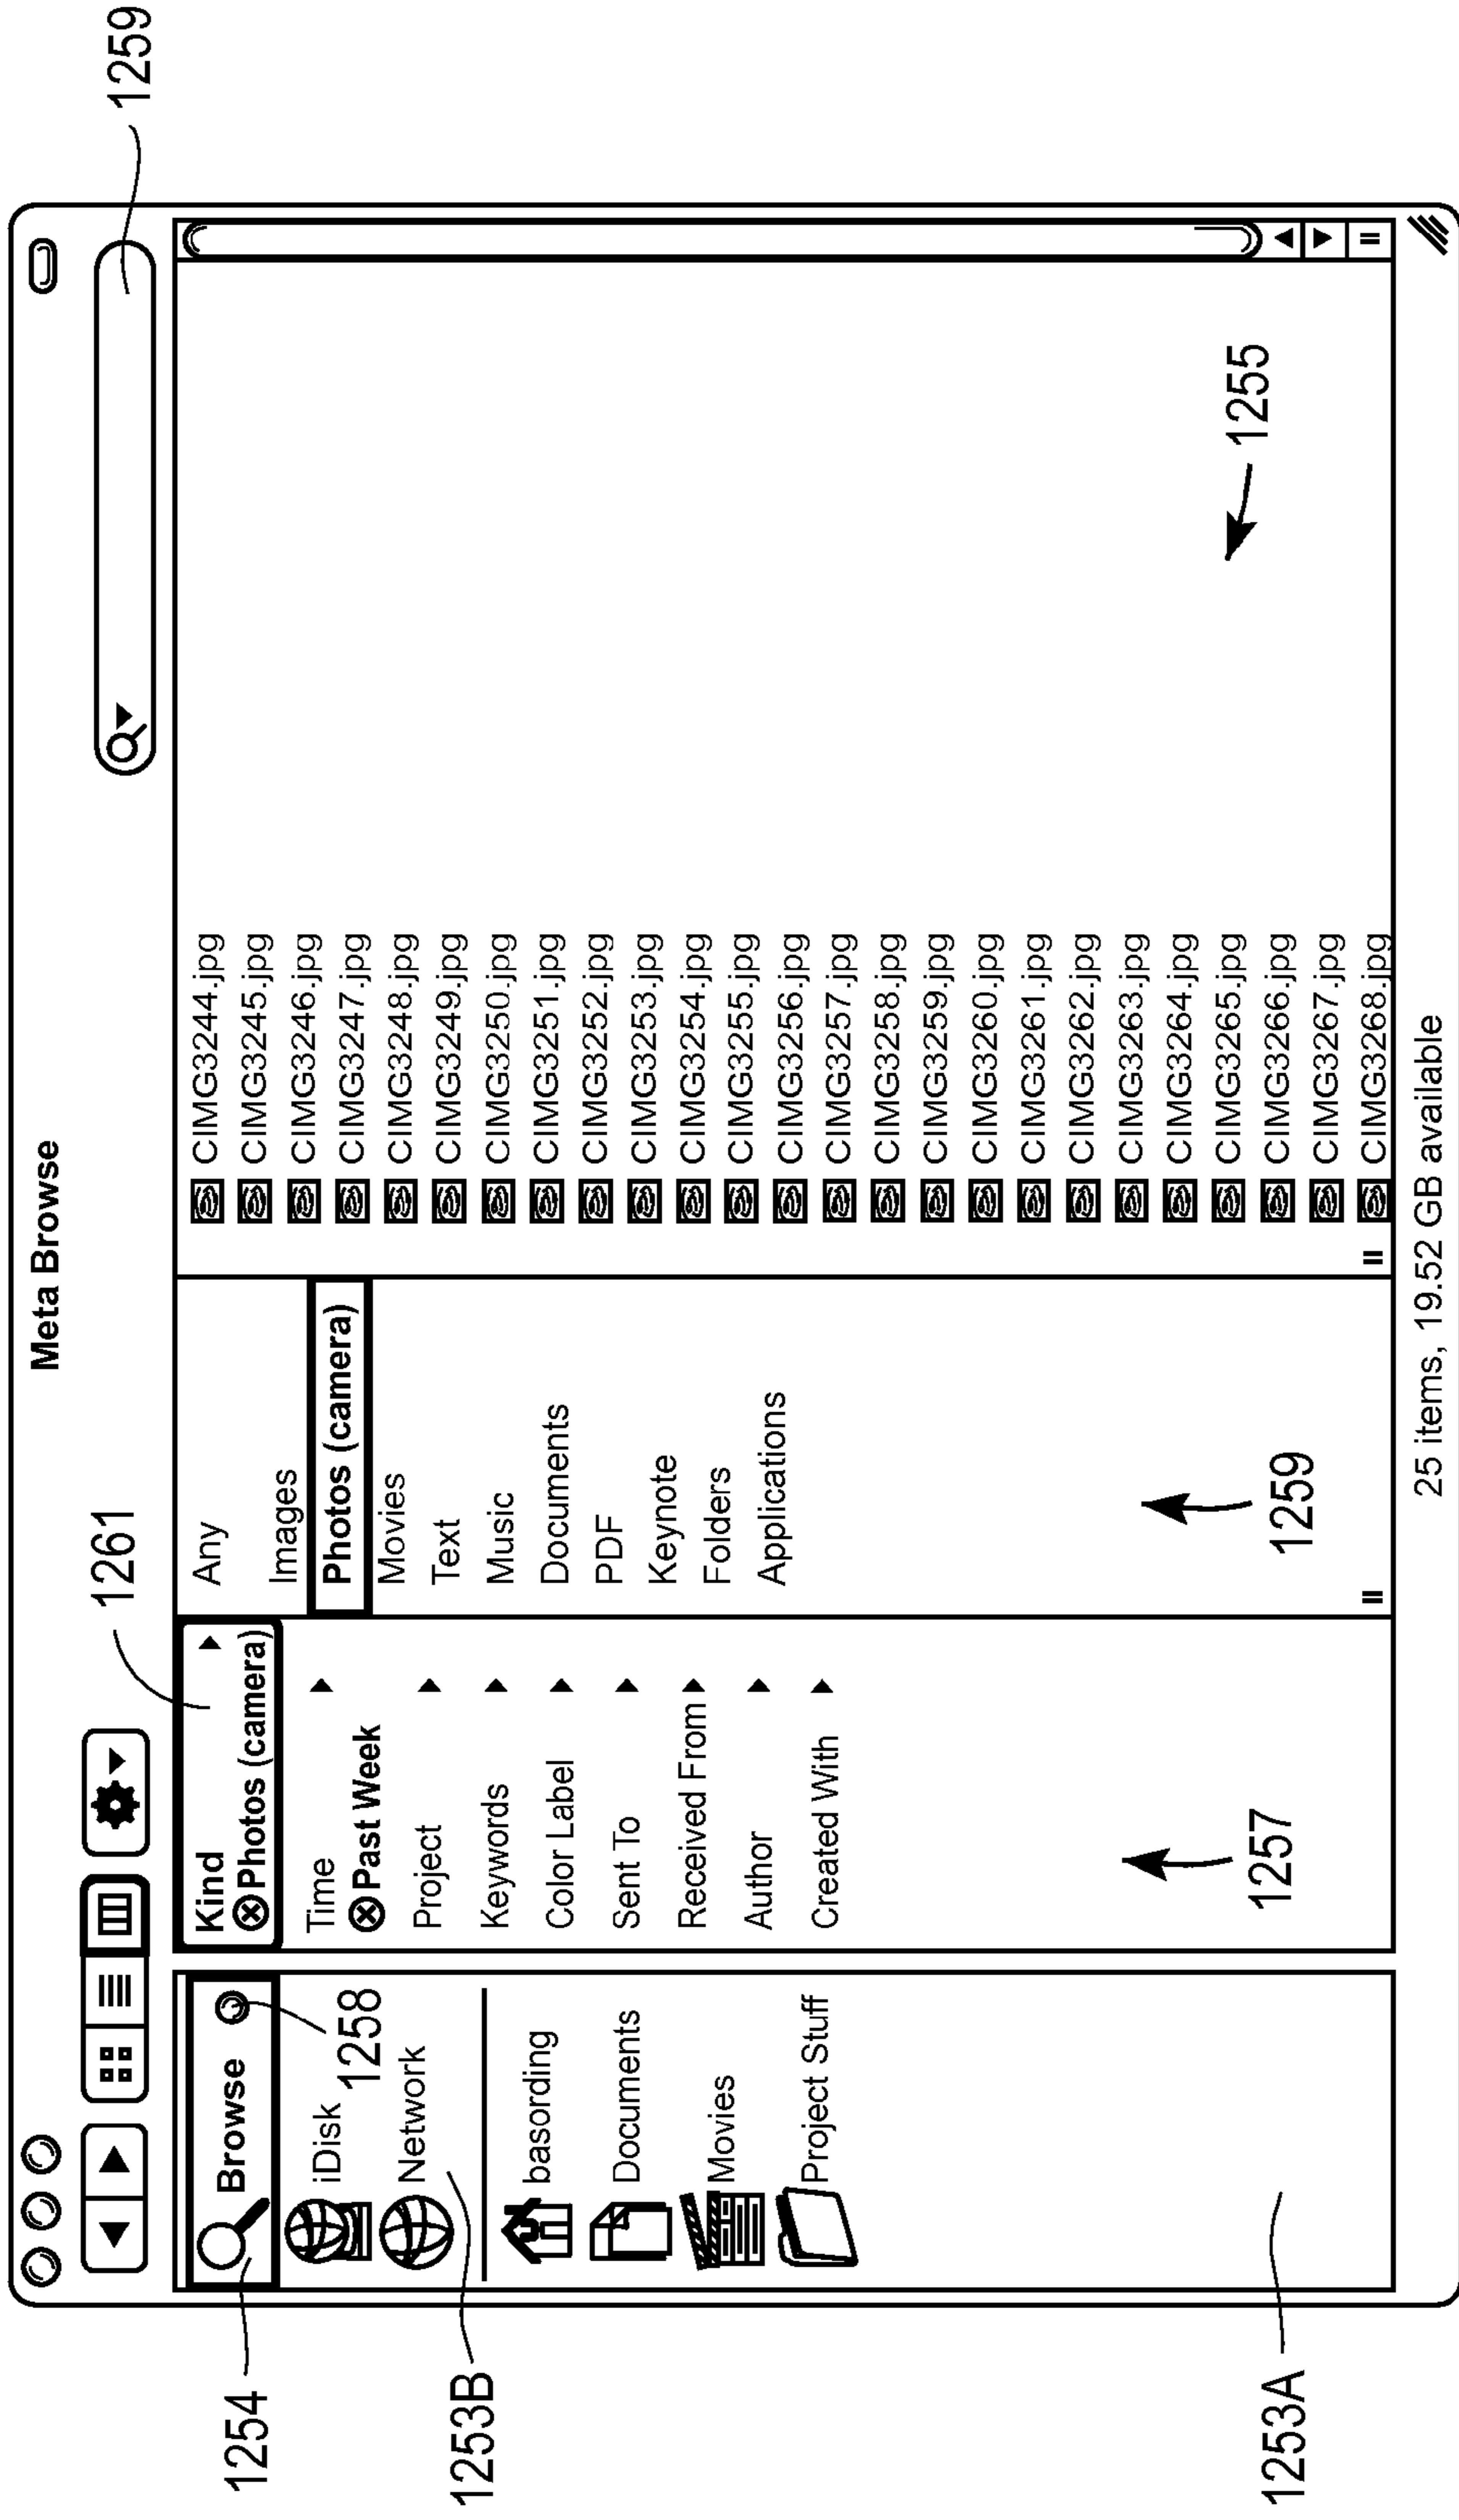 Meta Browse
1261
1259
1254
Browse
1258
iDisk
Network
1253B
basording
Documents
Movies
Project Stuff
1253A
Kind
Photos (camera)
Time
Past Week
Project
Keywords
Color Label
Sent To
Received From
Author
Created With
1257
Any
Images
Photos (camera)
Movies
Text
Music
Documents
PDF
Keynote
Folders
Applications
1259
CIMG3244.jpg
CIMG3245.jpg
CIMG3246.jpg
CIMG3247.jpg
CIMG3248.jpg
CIMG3249.jpg
CIMG3250.jpg
CIMG3251.jpg
CIMG3252.jpg
CIMG3253.jpg
CIMG3254.jpg
CIMG3255.jpg
CIMG3256.jpg
CIMG3257.jpg
CIMG3258.jpg
CIMG3259.jpg
CIMG3260.jpg
CIMG3261.jpg
CIMG3262.jpg
CIMG3263.jpg
CIMG3264.jpg
CIMG3265.jpg
CIMG3266.jpg
CIMG3267.jpg
CIMG3268.jpg
1255
25 items, 19.52 GB available